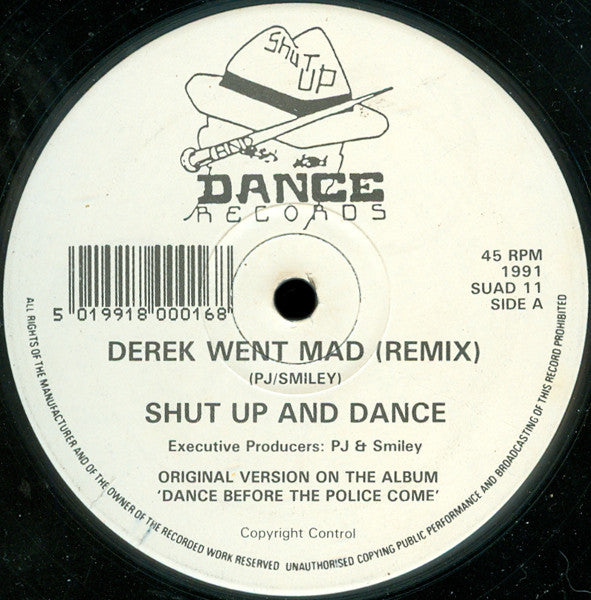 Shut
UP
AND
DANCE
RECORDS
5 019918 000168
45 RPM
1991
SUAD 11
SIDE A
DEREK WENT MAD (REMIX)
(PJ/SMILEY)
SHUT UP AND DANCE
Executive Producers: PJ & Smiley
ORIGINAL VERSION ON THE ALBUM
'DANCE BEFORE THE POLICE COME'
Copyright Control
ALL RIGHTS OF THE MANUFACTURER AND OF THE OWNER OF THE RECORDED WORK RESERVED UNAUTHORISED COPYING PUBLIC PERFORMANCE AND BROADCASTING OF THIS RECORD PROHIBITED